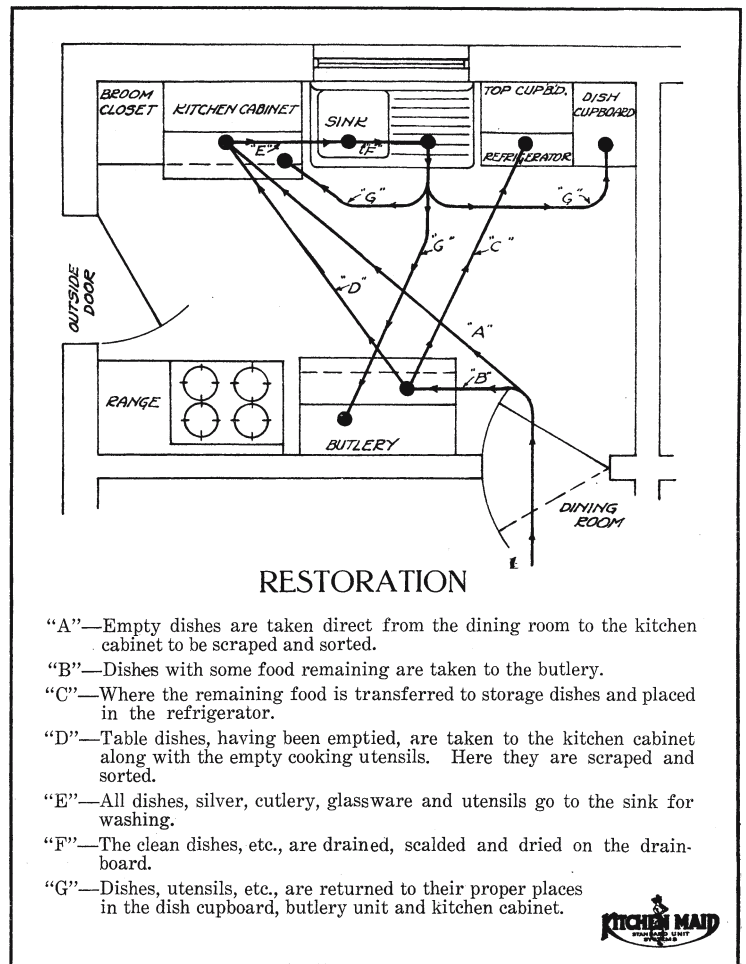 BROOM
CLOSET
KITCHEN CABINET
SINK
TOP CUPB'D.
DISH
CUPBOARD
REFRIGERATOR
"E"
"F"
"G"
"G"
"G"
"C"
"D"
"A"
"B"
OUTSIDE
DOOR
RANGE
BUTLERY
DINING
ROOM
RESTORATION
"A"—Empty dishes are taken direct from the dining room to the kitchen
cabinet to be scraped and sorted.
"B"—Dishes with some food remaining are taken to the butlery.
"C"—Where the remaining food is transferred to storage dishes and placed
in the refrigerator.
"D"—Table dishes, having been emptied, are taken to the kitchen cabinet
along with the empty cooking utensils. Here they are scraped and
sorted.
"E"—All dishes, silver, cutlery, glassware and utensils go to the sink for
washing.
"F"—The clean dishes, etc., are drained, scalded and dried on the drain-
board.
"G"—Dishes, utensils, etc., are returned to their proper places
in the dish cupboard, butlery unit and kitchen cabinet.
KITCHEN MAID
STANDARD UNIT
SYSTEMS